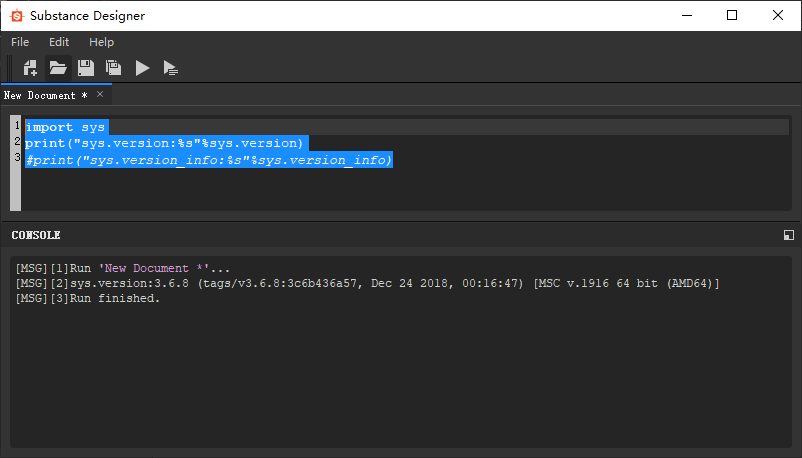 Substance Designer
File Edit Help
New Document * ×
1 import sys
2 print("sys.version:%s"%sys.version)
3 #print("sys.version_info:%s"%sys.version_info)
CONSOLE
[MSG][1]Run 'New Document *'...
[MSG][2]sys.version:3.6.8 (tags/v3.6.8:3c6b436a57, Dec 24 2018, 00:16:47) [MSC v.1916 64 bit (AMD64)]
[MSG][3]Run finished.